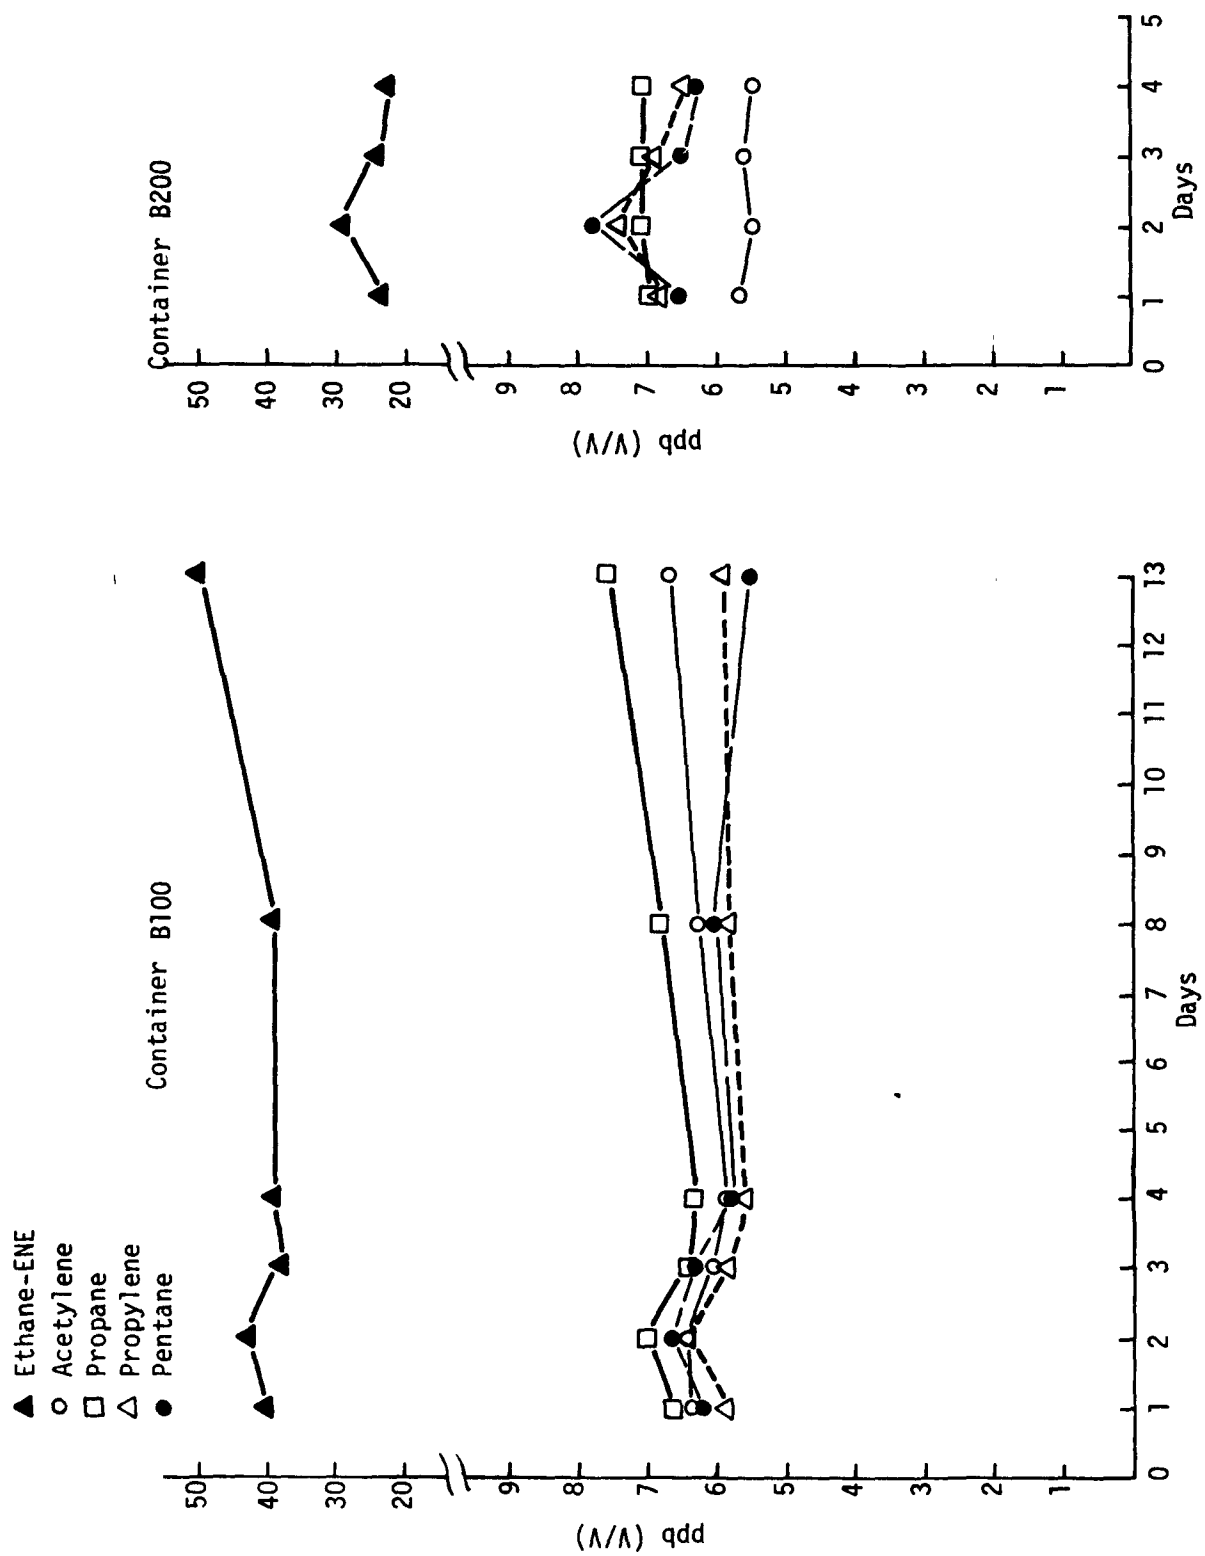 ▲ Ethane-ENE
○ Acetylene
□ Propane
△ Propylene
● Pentane
Container B100
50
40
30
20
9
8
7
6
5
4
3
2
1
ppb (V/V)
0 1 2 3 4 5 6 7 8 9 10 11 12 13
Days
Container B200
50
40
30
20
9
8
7
6
5
4
3
2
1
ppb (V/V)
0 1 2 3 4 5
Days